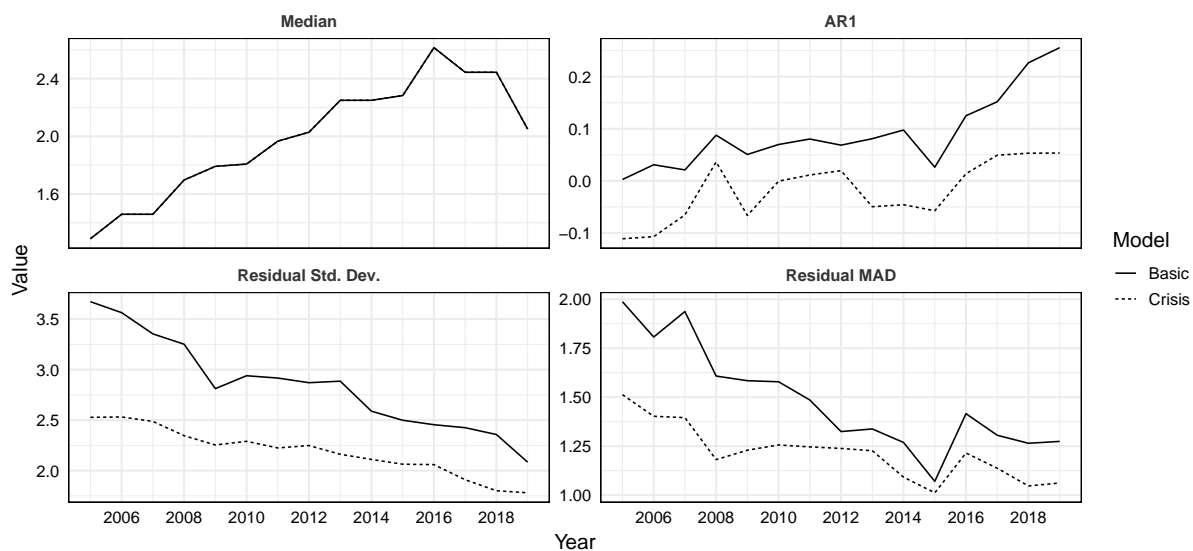 Median
AR1
2.4
2.0
1.6
0.2
0.1
0.0
−0.1
Residual Std. Dev.
Residual MAD
3.5
3.0
2.5
2.0
2.00
1.75
1.50
1.25
1.00
2006 2008 2010 2012 2014 2016 2018
2006 2008 2010 2012 2014 2016 2018
Year
Value
Model
Basic
Crisis